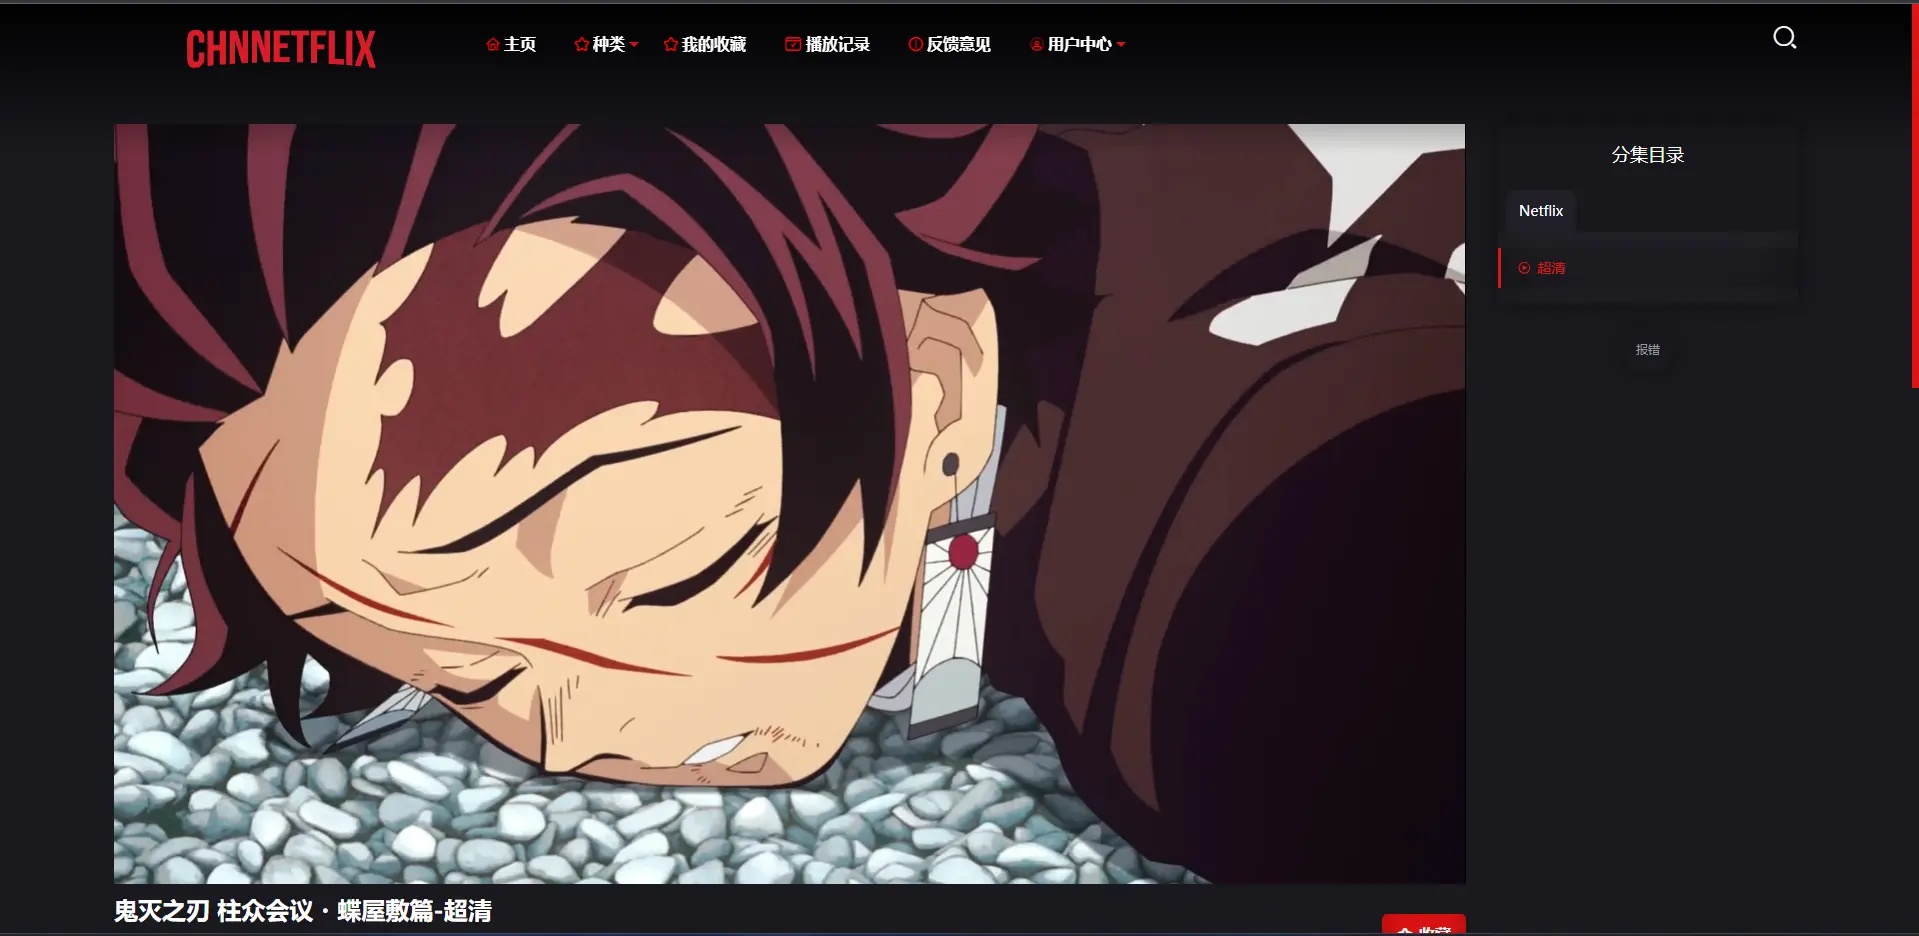 CHNNETFLIX
主页 种类 我的收藏 播放记录 反馈意见 用户中心
分集目录
Netflix
超清
报错
鬼灭之刃 柱众会议·蝶屋敷篇-超清
收藏